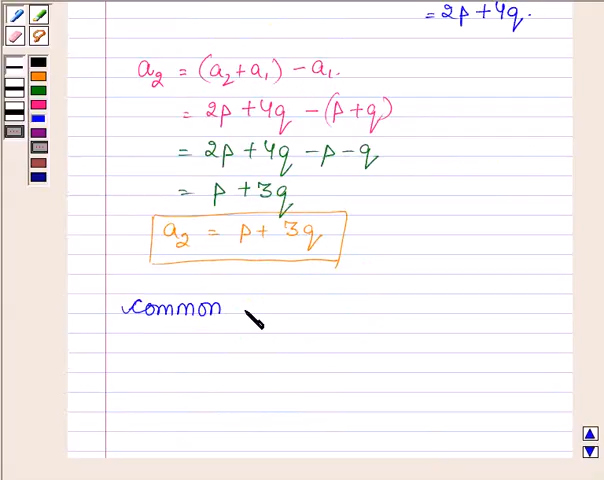 = 2p + 4q.
a₂ = (a₂ + a₁) - a₁.
= 2p + 4q - (p + q)
= 2p + 4q - p - q
= p + 3q
a₂ = p + 3q
common